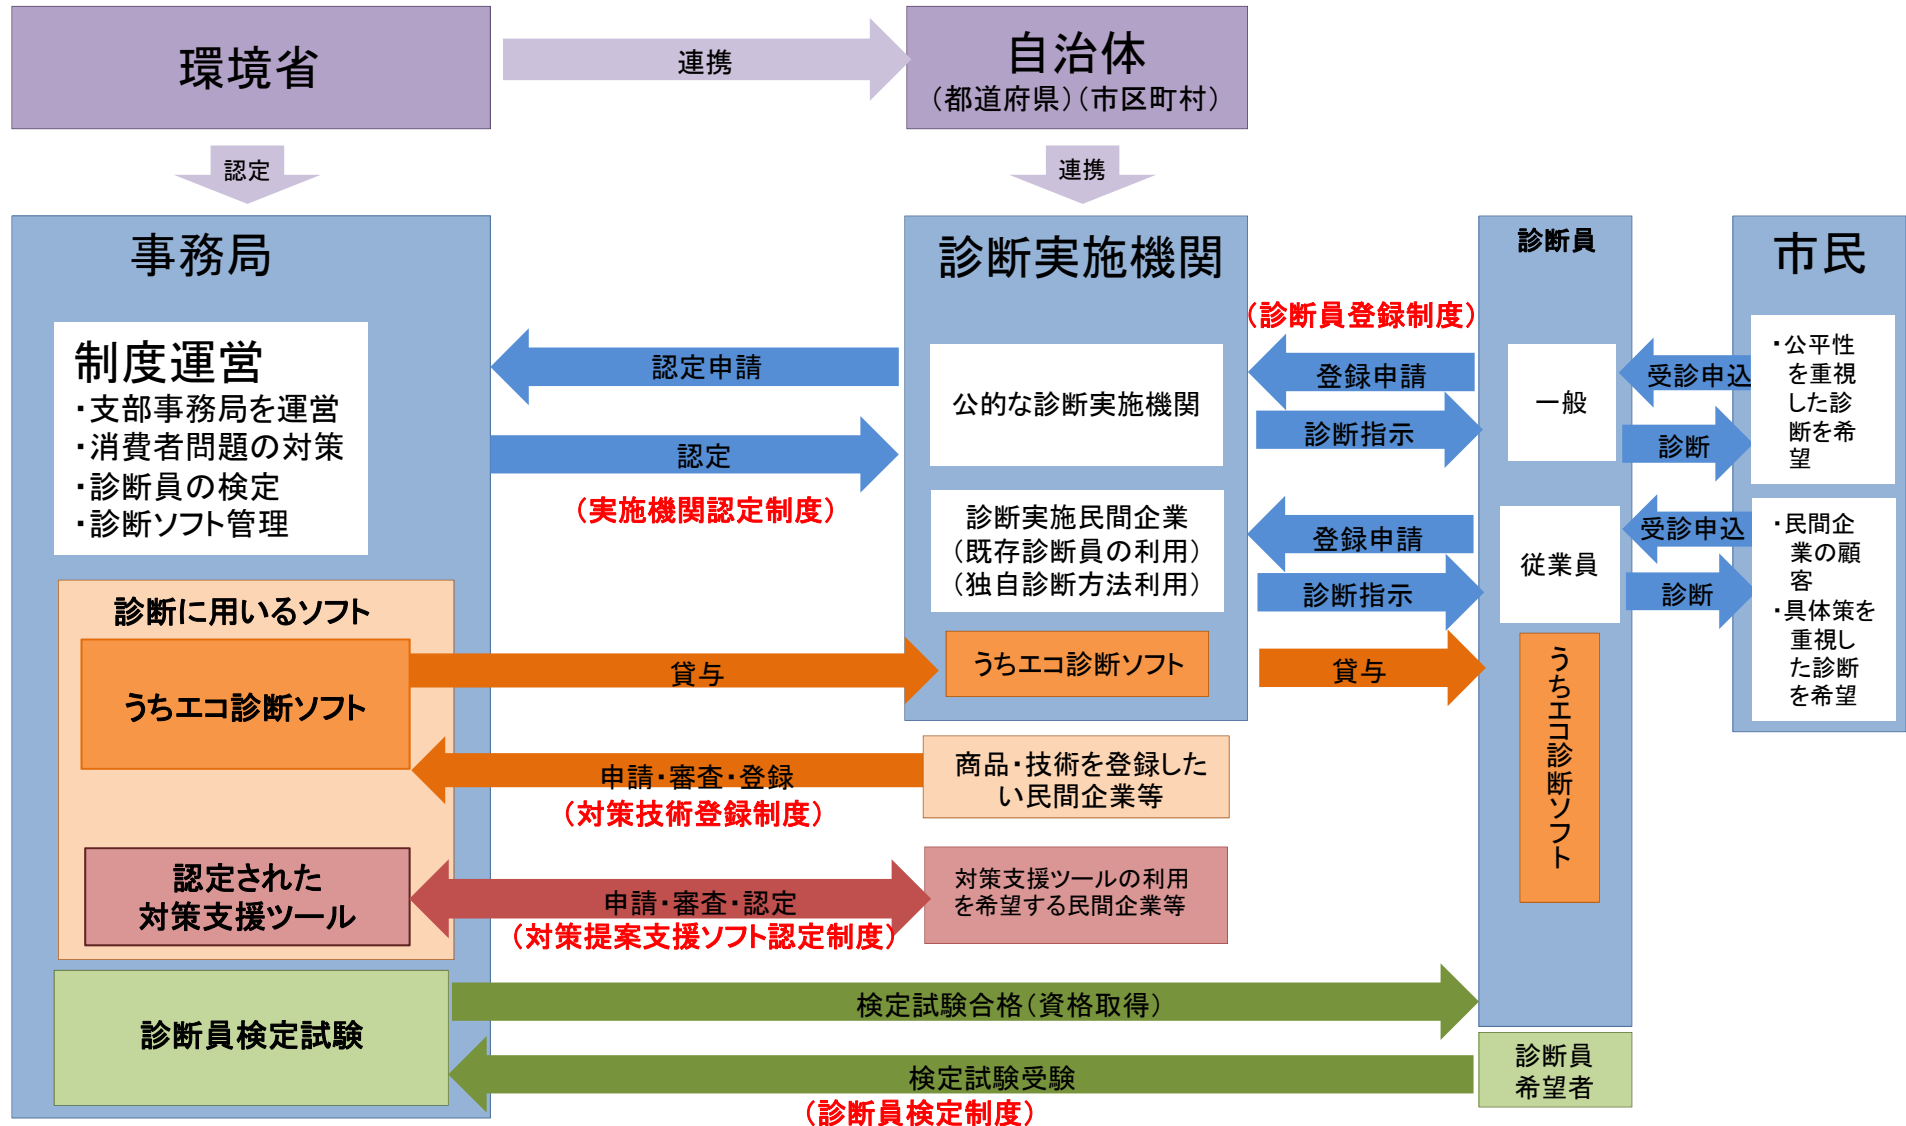 環境省
連携
自治体
（都道府県）（市区町村）
認定
連携
事務局
制度運営
・支部事務局を運営
・消費者問題の対策
・診断員の検定
・診断ソフト管理
認定申請
認定
（実施機関認定制度）
診断実施機関
公的な診断実施機関
診断実施民間企業
（既存診断員の利用）
（独自診断方法利用）
うちエコ診断ソフト
（診断員登録制度）
登録申請
診断指示
登録申請
診断指示
貸与
診断員
一般
従業員
うちエコ診断ソフト
受診申込
診断
受診申込
診断
市民
・公平性
を重視
した診
断を希
望
・民間企
業の顧
客
・具体策を
重視し
た診断
を希望
診断に用いるソフト
うちエコ診断ソフト
貸与
申請・審査・登録
（対策技術登録制度）
商品・技術を登録した
い民間企業等
認定された
対策支援ツール
申請・審査・認定
（対策提案支援ソフト認定制度）
対策支援ツールの利用
を希望する民間企業等
診断員検定試験
検定試験合格（資格取得）
検定試験受験
（診断員検定制度）
診断員
希望者